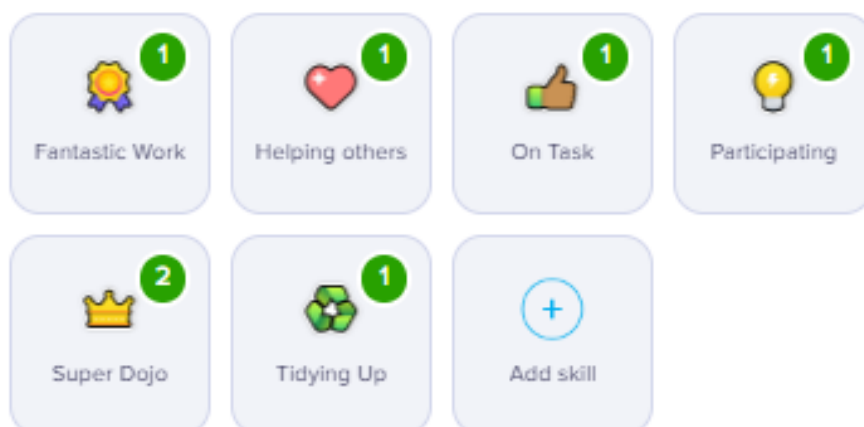 1 1 1 1
Fantastic Work Helping others On Task Participating
2 1
Super Dojo Tidying Up Add skill